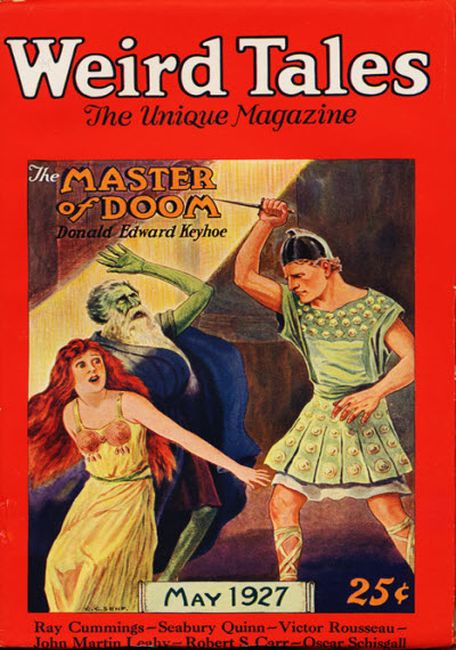 Weird Tales
The Unique Magazine
The MASTER
of DOOM
Donald Edward Keyhoe
C.C. SENF.
MAY 1927
25¢
Ray Cummings~Seabury Quinn~Victor Rousseau~
John Martin Leahy~Robert S. Carr~Oscar Schisgall